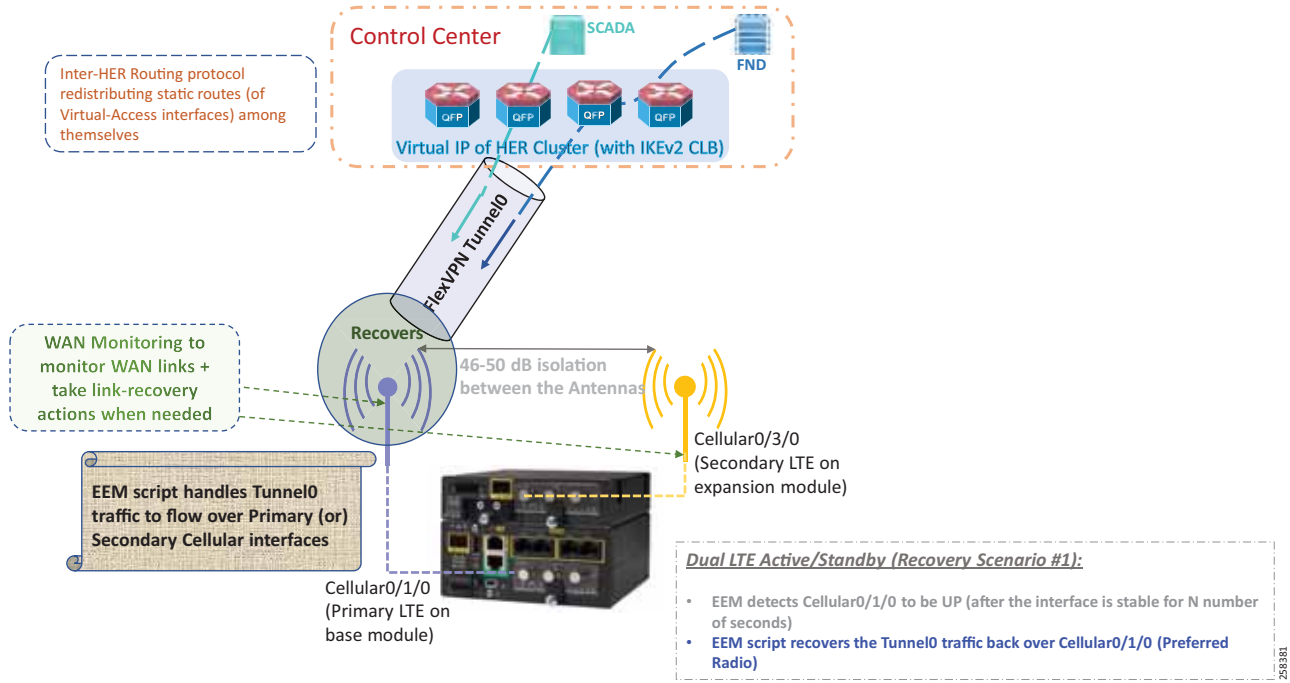 Control Center
SCADA
FND
Inter-HER Routing protocol
redistributing static routes (of
Virtual-Access interfaces) among
themselves
QFP
QFP
QFP
QFP
Virtual IP of HER Cluster (with IKEv2 CLB)
FlexVPN Tunnel0
Recovers
WAN Monitoring to
monitor WAN links +
take link-recovery
actions when needed
46-50 dB isolation
between the Antennas
Cellular0/3/0
(Secondary LTE on
expansion module)
EEM script handles Tunnel0
traffic to flow over Primary (or)
Secondary Cellular interfaces
Cellular0/1/0
(Primary LTE on
base module)
Dual LTE Active/Standby (Recovery Scenario #1):
• EEM detects Cellular0/1/0 to be UP (after the interface is stable for N number
of seconds)
• EEM script recovers the Tunnel0 traffic back over Cellular0/1/0 (Preferred
Radio)
258381